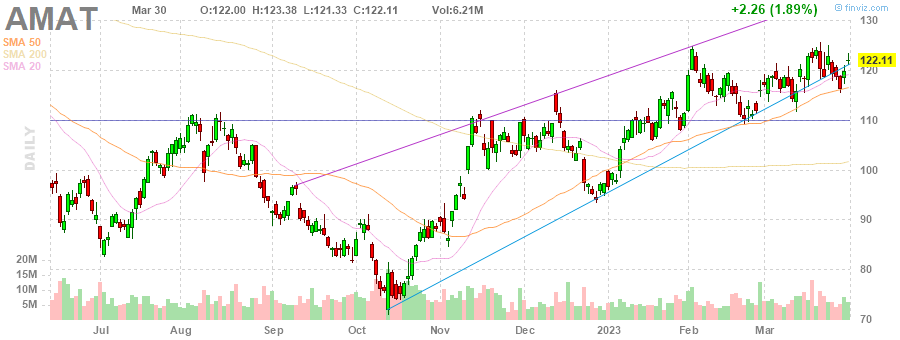 AMAT
Mar 30 O:122.00 H:123.38 L:121.33 C:122.11 Vol:6.21M +2.26 (1.89%) finviz.com
SMA 50
SMA 200
SMA 20
DAILY
130
122.11
120
110
100
90
80
70
20M
15M
10M
5M
Jul Aug Sep Oct Nov Dec 2023 Feb Mar